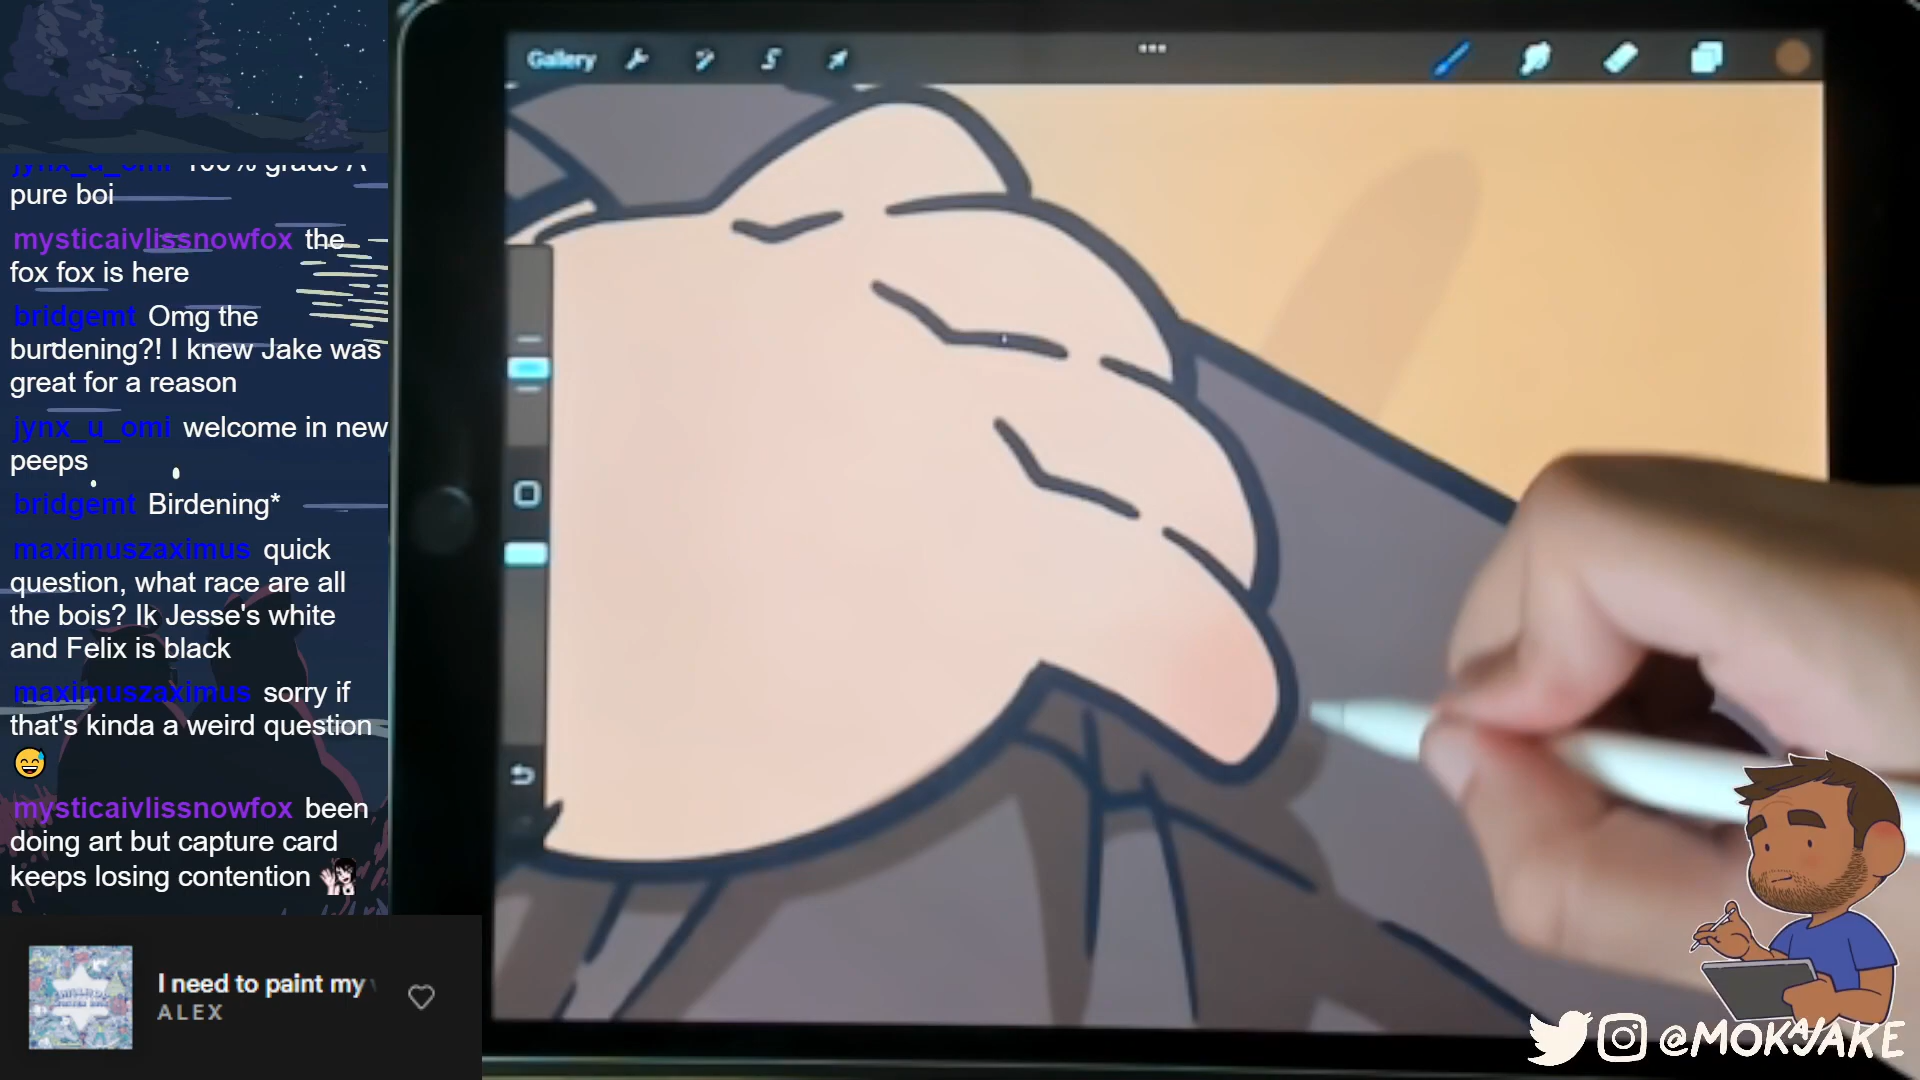 Gallery
jynx_u_omi 100% grade A
pure boi
mysticaivlissnowfox the
fox fox is here
bridgemt Omg the
burdening?! I knew Jake was
great for a reason
jynx_u_omi welcome in new
peeps
bridgemt Birdening*
maximuszaximus quick
question, what race are all
the bois? Ik Jesse's white
and Felix is black
maximuszaximus sorry if
that's kinda a weird question
mysticaivlissnowfox been
doing art but capture card
keeps losing contention
I need to paint my
ALEX
@MOKAJAKE